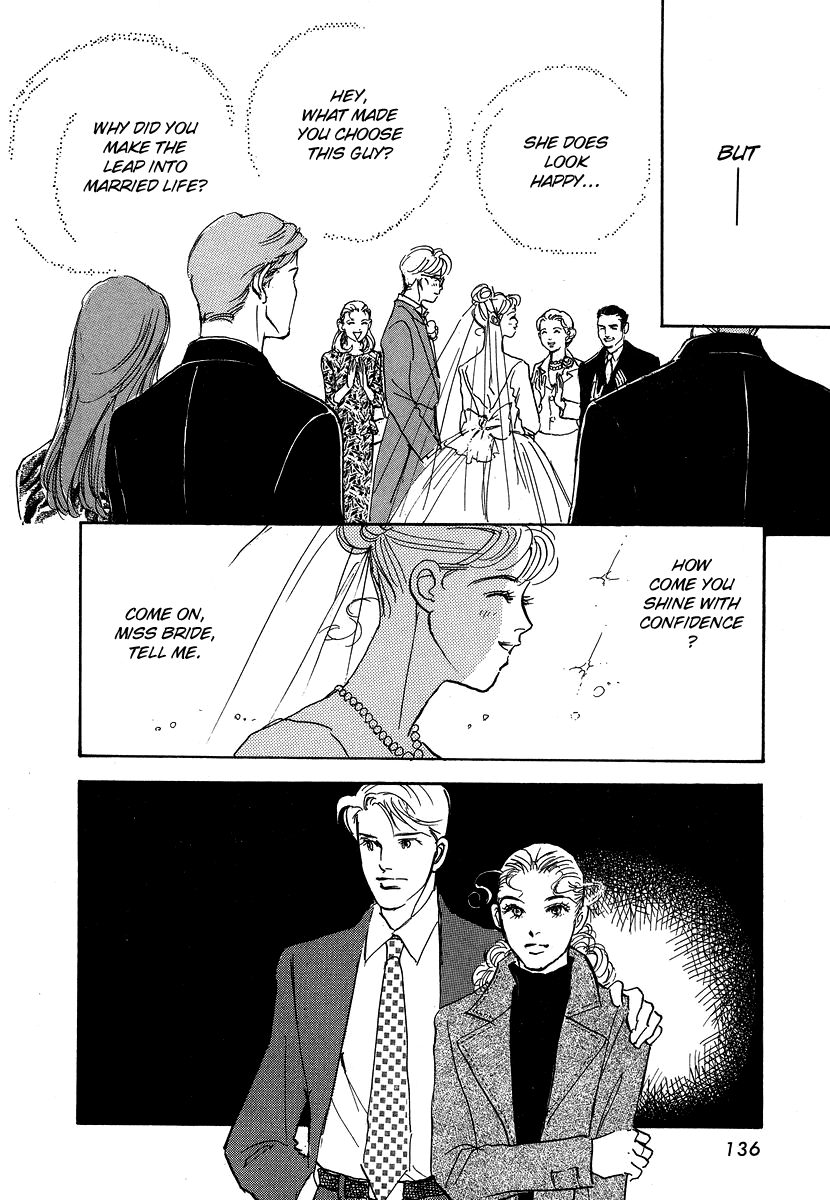 BUT
SHE DOES
LOOK
HAPPY...
HEY,
WHAT MADE
YOU CHOOSE
THIS GUY?
WHY DID YOU
MAKE THE
LEAP INTO
MARRIED LIFE?
HOW
COME YOU
SHINE WITH
CONFIDENCE
?
COME ON,
MISS BRIDE,
TELL ME.
136